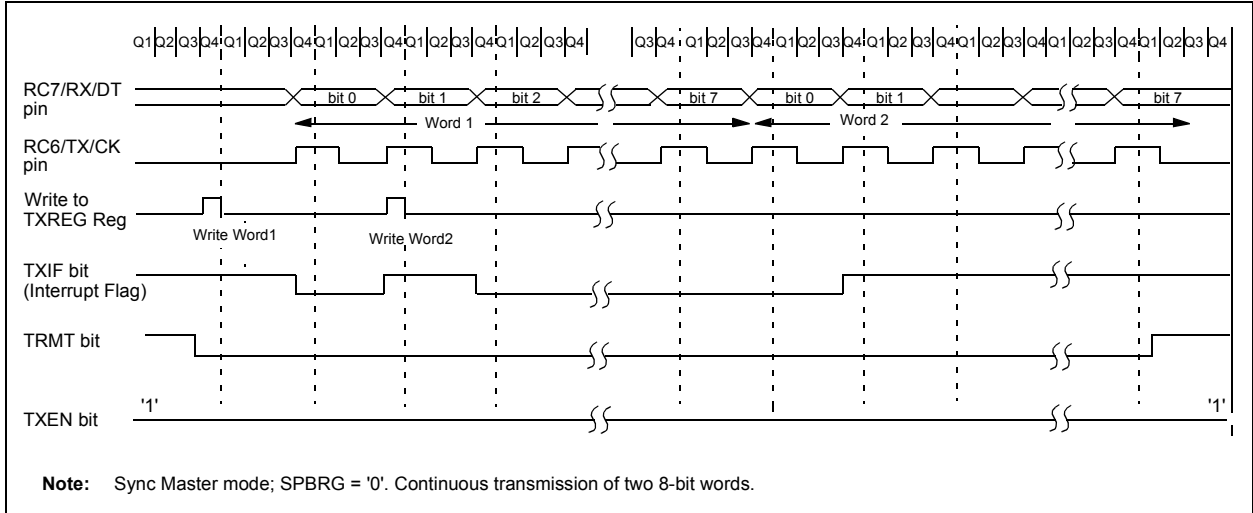 Q1 Q2 Q3 Q4 Q1 Q2 Q3 Q4 Q1 Q2 Q3 Q4 Q1 Q2 Q3 Q4 Q1 Q2 Q3 Q4 Q3 Q4 Q1 Q2 Q3 Q4 Q1 Q2 Q3 Q4 Q1 Q2 Q3 Q4 Q1 Q2 Q3 Q4 Q1 Q2 Q3 Q4 Q1 Q2 Q3 Q4
RC7/RX/DT
pin
bit 0 bit 1 bit 2 bit 7 bit 0 bit 1 bit 7
Word 1 Word 2
RC6/TX/CK
pin
Write to
TXREG Reg
Write Word1 Write Word2
TXIF bit
(Interrupt Flag)
TRMT bit
'1' '1'
TXEN bit
Note: Sync Master mode; SPBRG = '0'. Continuous transmission of two 8-bit words.